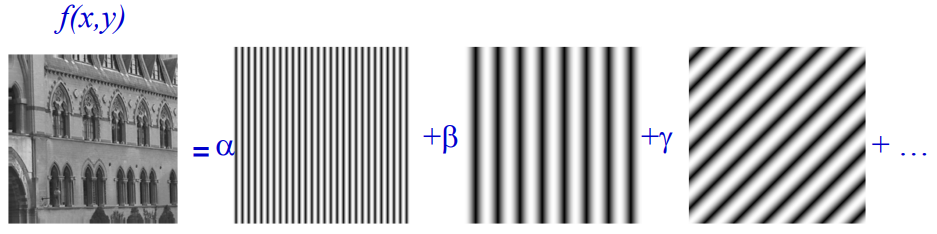 f(x,y)
= α +β +γ + ...